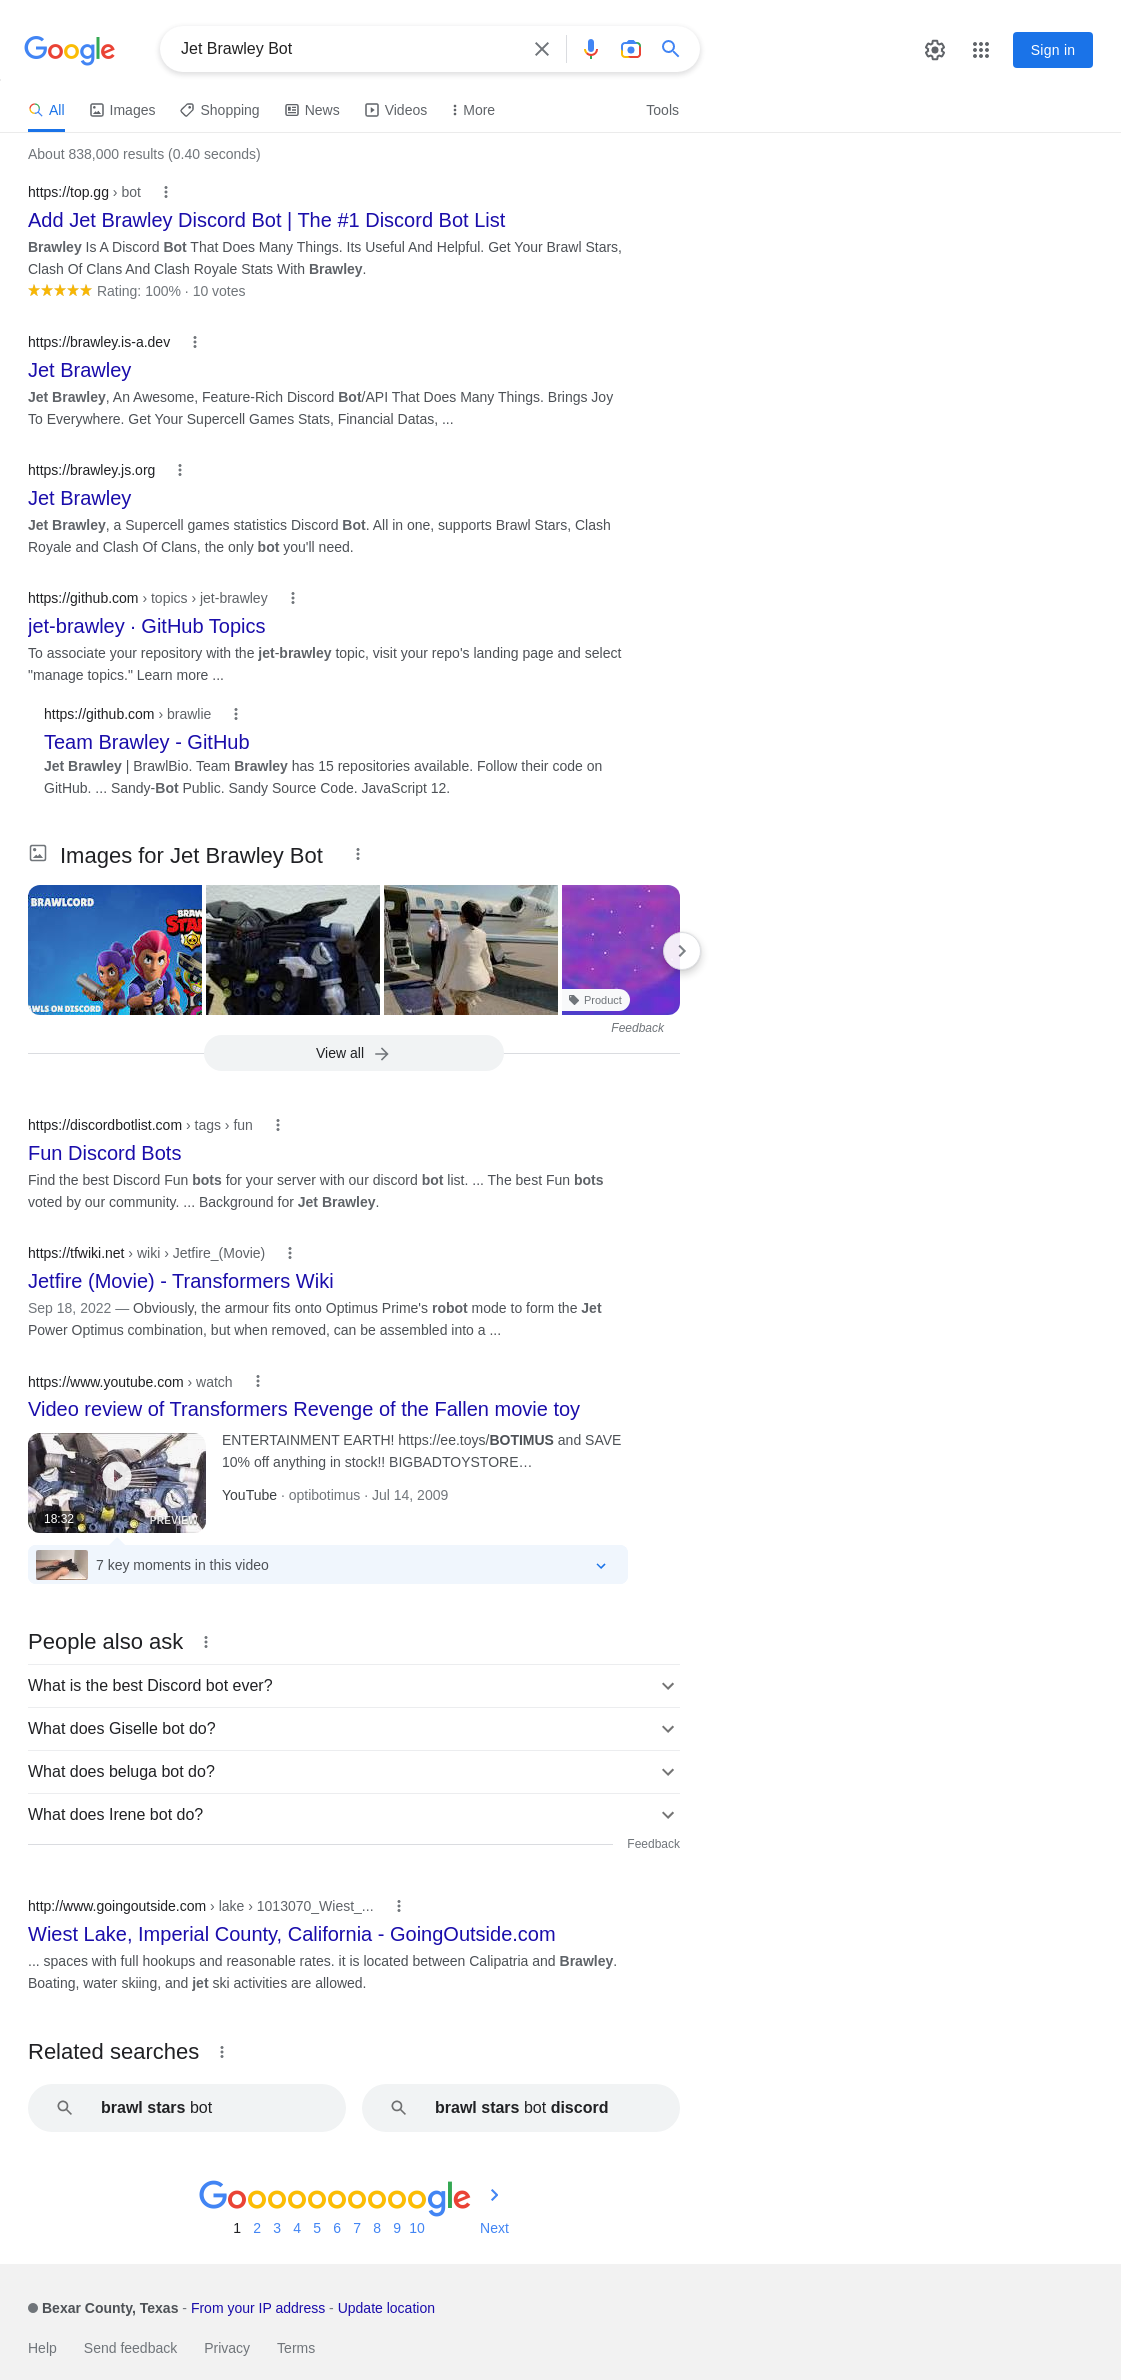 Google
Jet Brawley Bot
Sign in
All
Images
Shopping
News
Videos
More
Tools
About 838,000 results (0.40 seconds)
https://top.gg › bot
Add Jet Brawley Discord Bot | The #1 Discord Bot List
Brawley Is A Discord Bot That Does Many Things. Its Useful And Helpful. Get Your Brawl Stars,
Clash Of Clans And Clash Royale Stats With Brawley.
Rating: 100% · 10 votes
https://brawley.is-a.dev
Jet Brawley
Jet Brawley, An Awesome, Feature-Rich Discord Bot/API That Does Many Things. Brings Joy
To Everywhere. Get Your Supercell Games Stats, Financial Datas, ...
https://brawley.js.org
Jet Brawley
Jet Brawley, a Supercell games statistics Discord Bot. All in one, supports Brawl Stars, Clash
Royale and Clash Of Clans, the only bot you'll need.
https://github.com › topics › jet-brawley
jet-brawley · GitHub Topics
To associate your repository with the jet-brawley topic, visit your repo's landing page and select
"manage topics." Learn more ...
https://github.com › brawlie
Team Brawley - GitHub
Jet Brawley | BrawlBio. Team Brawley has 15 repositories available. Follow their code on
GitHub. ... Sandy-Bot Public. Sandy Source Code. JavaScript 12.
Images for Jet Brawley Bot
BRAWLCORD
BRAW
STA
AWLS ON DISCORD
Product
Feedback
View all
https://discordbotlist.com › tags › fun
Fun Discord Bots
Find the best Discord Fun bots for your server with our discord bot list. ... The best Fun bots
voted by our community. ... Background for Jet Brawley.
https://tfwiki.net › wiki › Jetfire_(Movie)
Jetfire (Movie) - Transformers Wiki
Sep 18, 2022 — Obviously, the armour fits onto Optimus Prime's robot mode to form the Jet
Power Optimus combination, but when removed, can be assembled into a ...
https://www.youtube.com › watch
Video review of Transformers Revenge of the Fallen movie toy
ENTERTAINMENT EARTH! https://ee.toys/BOTIMUS and SAVE
10% off anything in stock!! BIGBADTOYSTORE…
YouTube · optibotimus · Jul 14, 2009
18:32
PREVIEW
7 key moments in this video
People also ask
What is the best Discord bot ever?
What does Giselle bot do?
What does beluga bot do?
What does Irene bot do?
Feedback
http://www.goingoutside.com › lake › 1013070_Wiest_...
Wiest Lake, Imperial County, California - GoingOutside.com
... spaces with full hookups and reasonable rates. it is located between Calipatria and Brawley.
Boating, water skiing, and jet ski activities are allowed.
Related searches
brawl stars bot
brawl stars bot discord
Goooooooooogle
1 2 3 4 5 6 7 8 9 10 Next
Bexar County, Texas - From your IP address - Update location
Help
Send feedback
Privacy
Terms